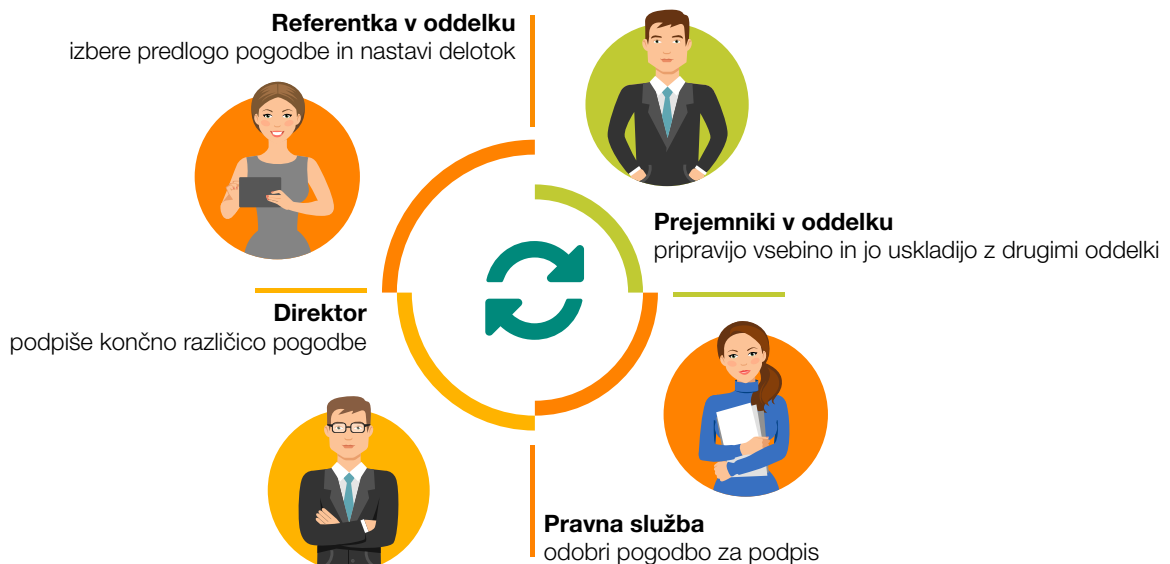 Referentka v oddelku
izbere predlogo pogodbe in nastavi delotok
Prejemniki v oddelku
pripravijo vsebino in jo uskladijo z drugimi oddelki
Direktor
podpiše končno različico pogodbe
Pravna služba
odobri pogodbo za podpis